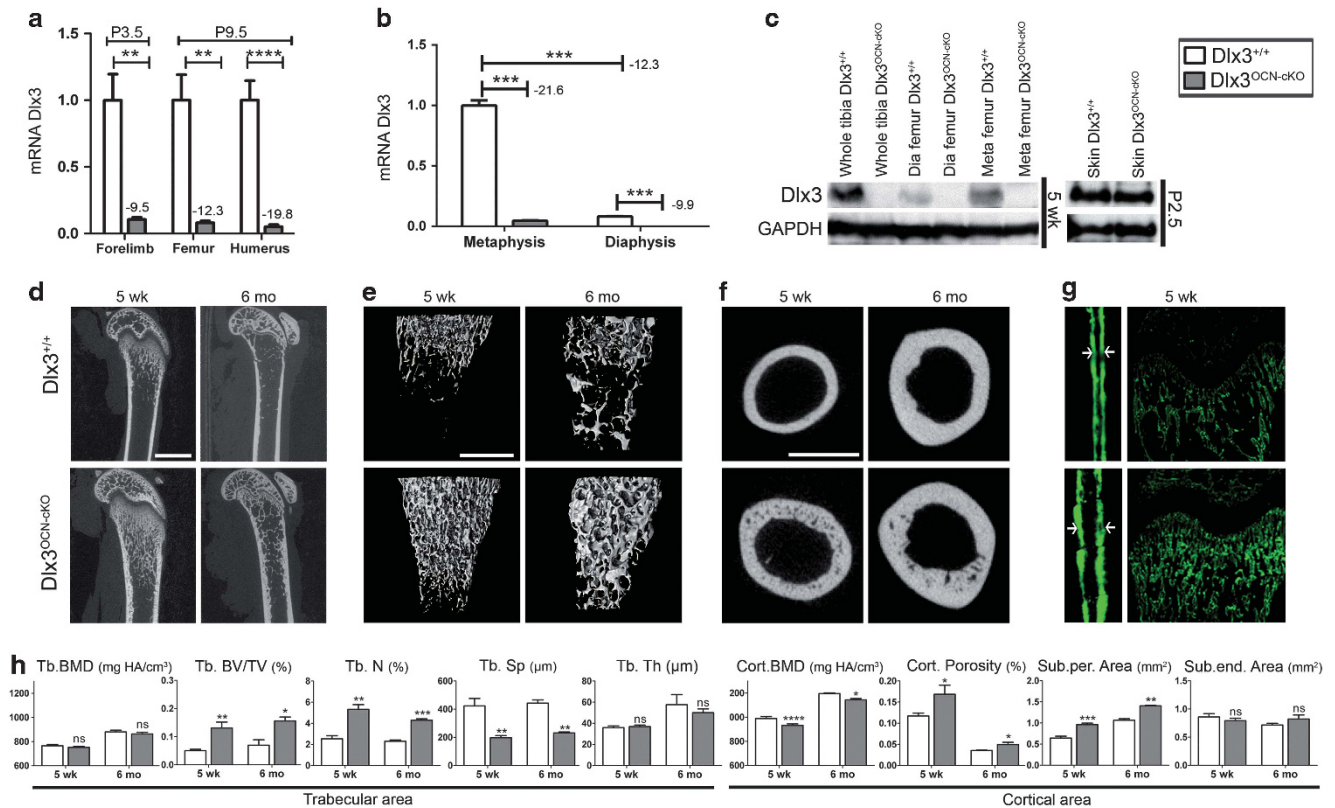 a
P3.5
P9.5
**
**
****
mRNA Dlx3
1.5
1.0
0.5
0.0
-9.5
-12.3
-19.8
Forelimb Femur Humerus
b
mRNA Dlx3
1.5
1.0
0.5
0.0
***
-12.3
***
-21.6
***
-9.9
Metaphysis Diaphysis
c
Whole tibia Dlx3+/+
Whole tibia Dlx3OCN-cKO
Dia femur Dlx3+/+
Dia femur Dlx3OCN-cKO
Meta femur Dlx3+/+
Meta femur Dlx3OCN-cKO
Skin Dlx3+/+
Skin Dlx3OCN-cKO
Dlx3
GAPDH
5 wk
P2.5
Dlx3+/+
Dlx3OCN-cKO
d
5 wk 6 mo
Dlx3+/+
Dlx3OCN-cKO
e
5 wk 6 mo
f
5 wk 6 mo
g
5 wk
h
Tb.BMD (mg HA/cm³)
1000
800
600
ns
ns
5 wk 6 mo
Tb. BV/TV (%)
0.3
0.2
0.1
0.0
**
*
5 wk 6 mo
Tb. N (%)
8
6
4
2
0
**
***
5 wk 6 mo
Tb. Sp (µm)
600
400
200
0
**
**
5 wk 6 mo
Tb. Th (µm)
80
60
40
20
0
ns
ns
5 wk 6 mo
Trabecular area
Cort.BMD (mg HA/cm³)
200
000
800
600
****
*
5 wk 6 mo
Cort. Porosity (%)
0.20
0.15
0.10
0.05
0.00
*
*
5 wk 6 mo
Sub.per. Area (mm²)
2.0
1.5
1.0
0.5
0.0
***
**
5 wk 6 mo
Sub.end. Area (mm²)
1.5
1.0
0.5
0.0
ns
ns
5 wk 6 mo
Cortical area